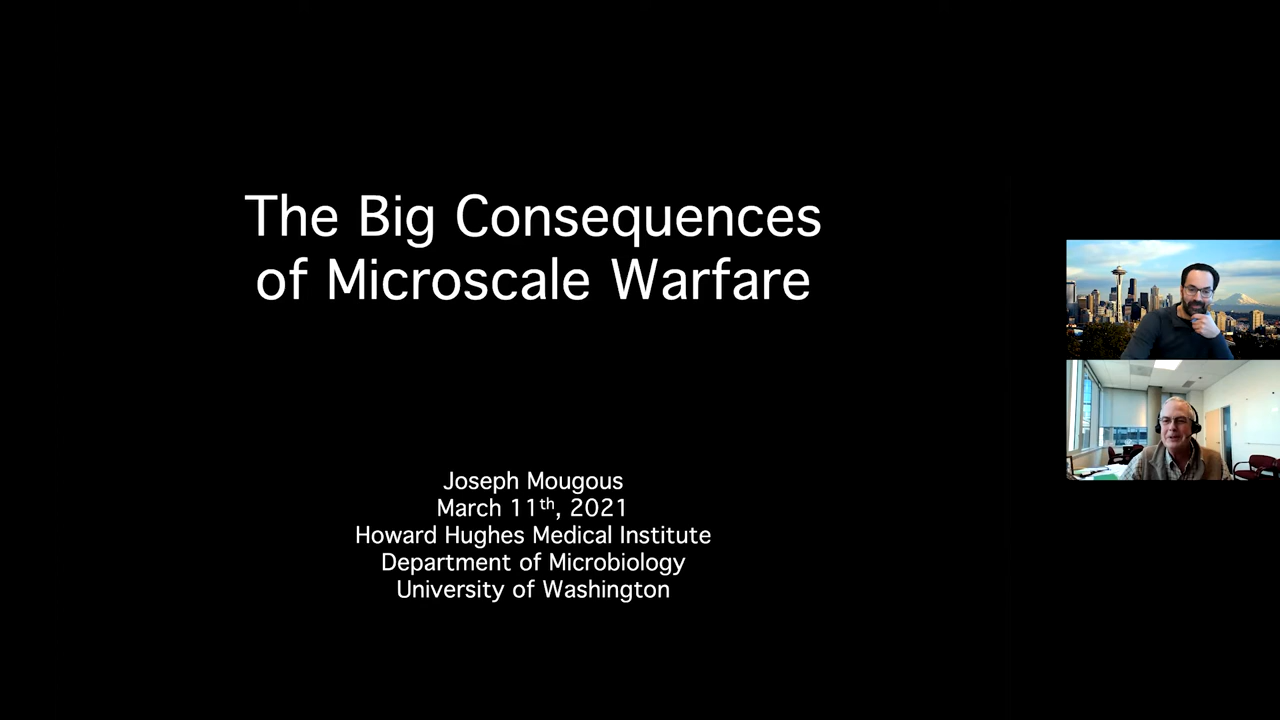 The Big Consequences
of Microscale Warfare
Joseph Mougous
March 11th, 2021
Howard Hughes Medical Institute
Department of Microbiology
University of Washington